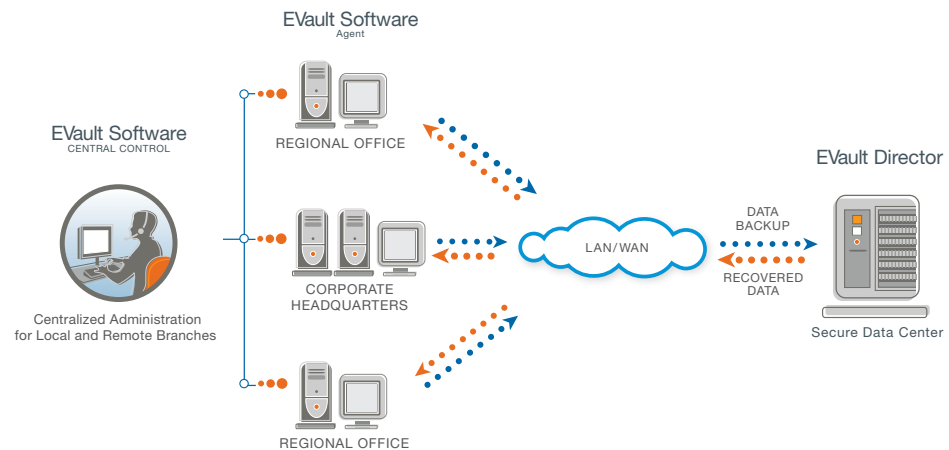 EVault Software
CENTRAL CONTROL
Centralized Administration
for Local and Remote Branches
EVault Software
Agent
REGIONAL OFFICE
CORPORATE
HEADQUARTERS
REGIONAL OFFICE
LAN/WAN
DATA
BACKUP
RECOVERED
DATA
EVault Director
Secure Data Center